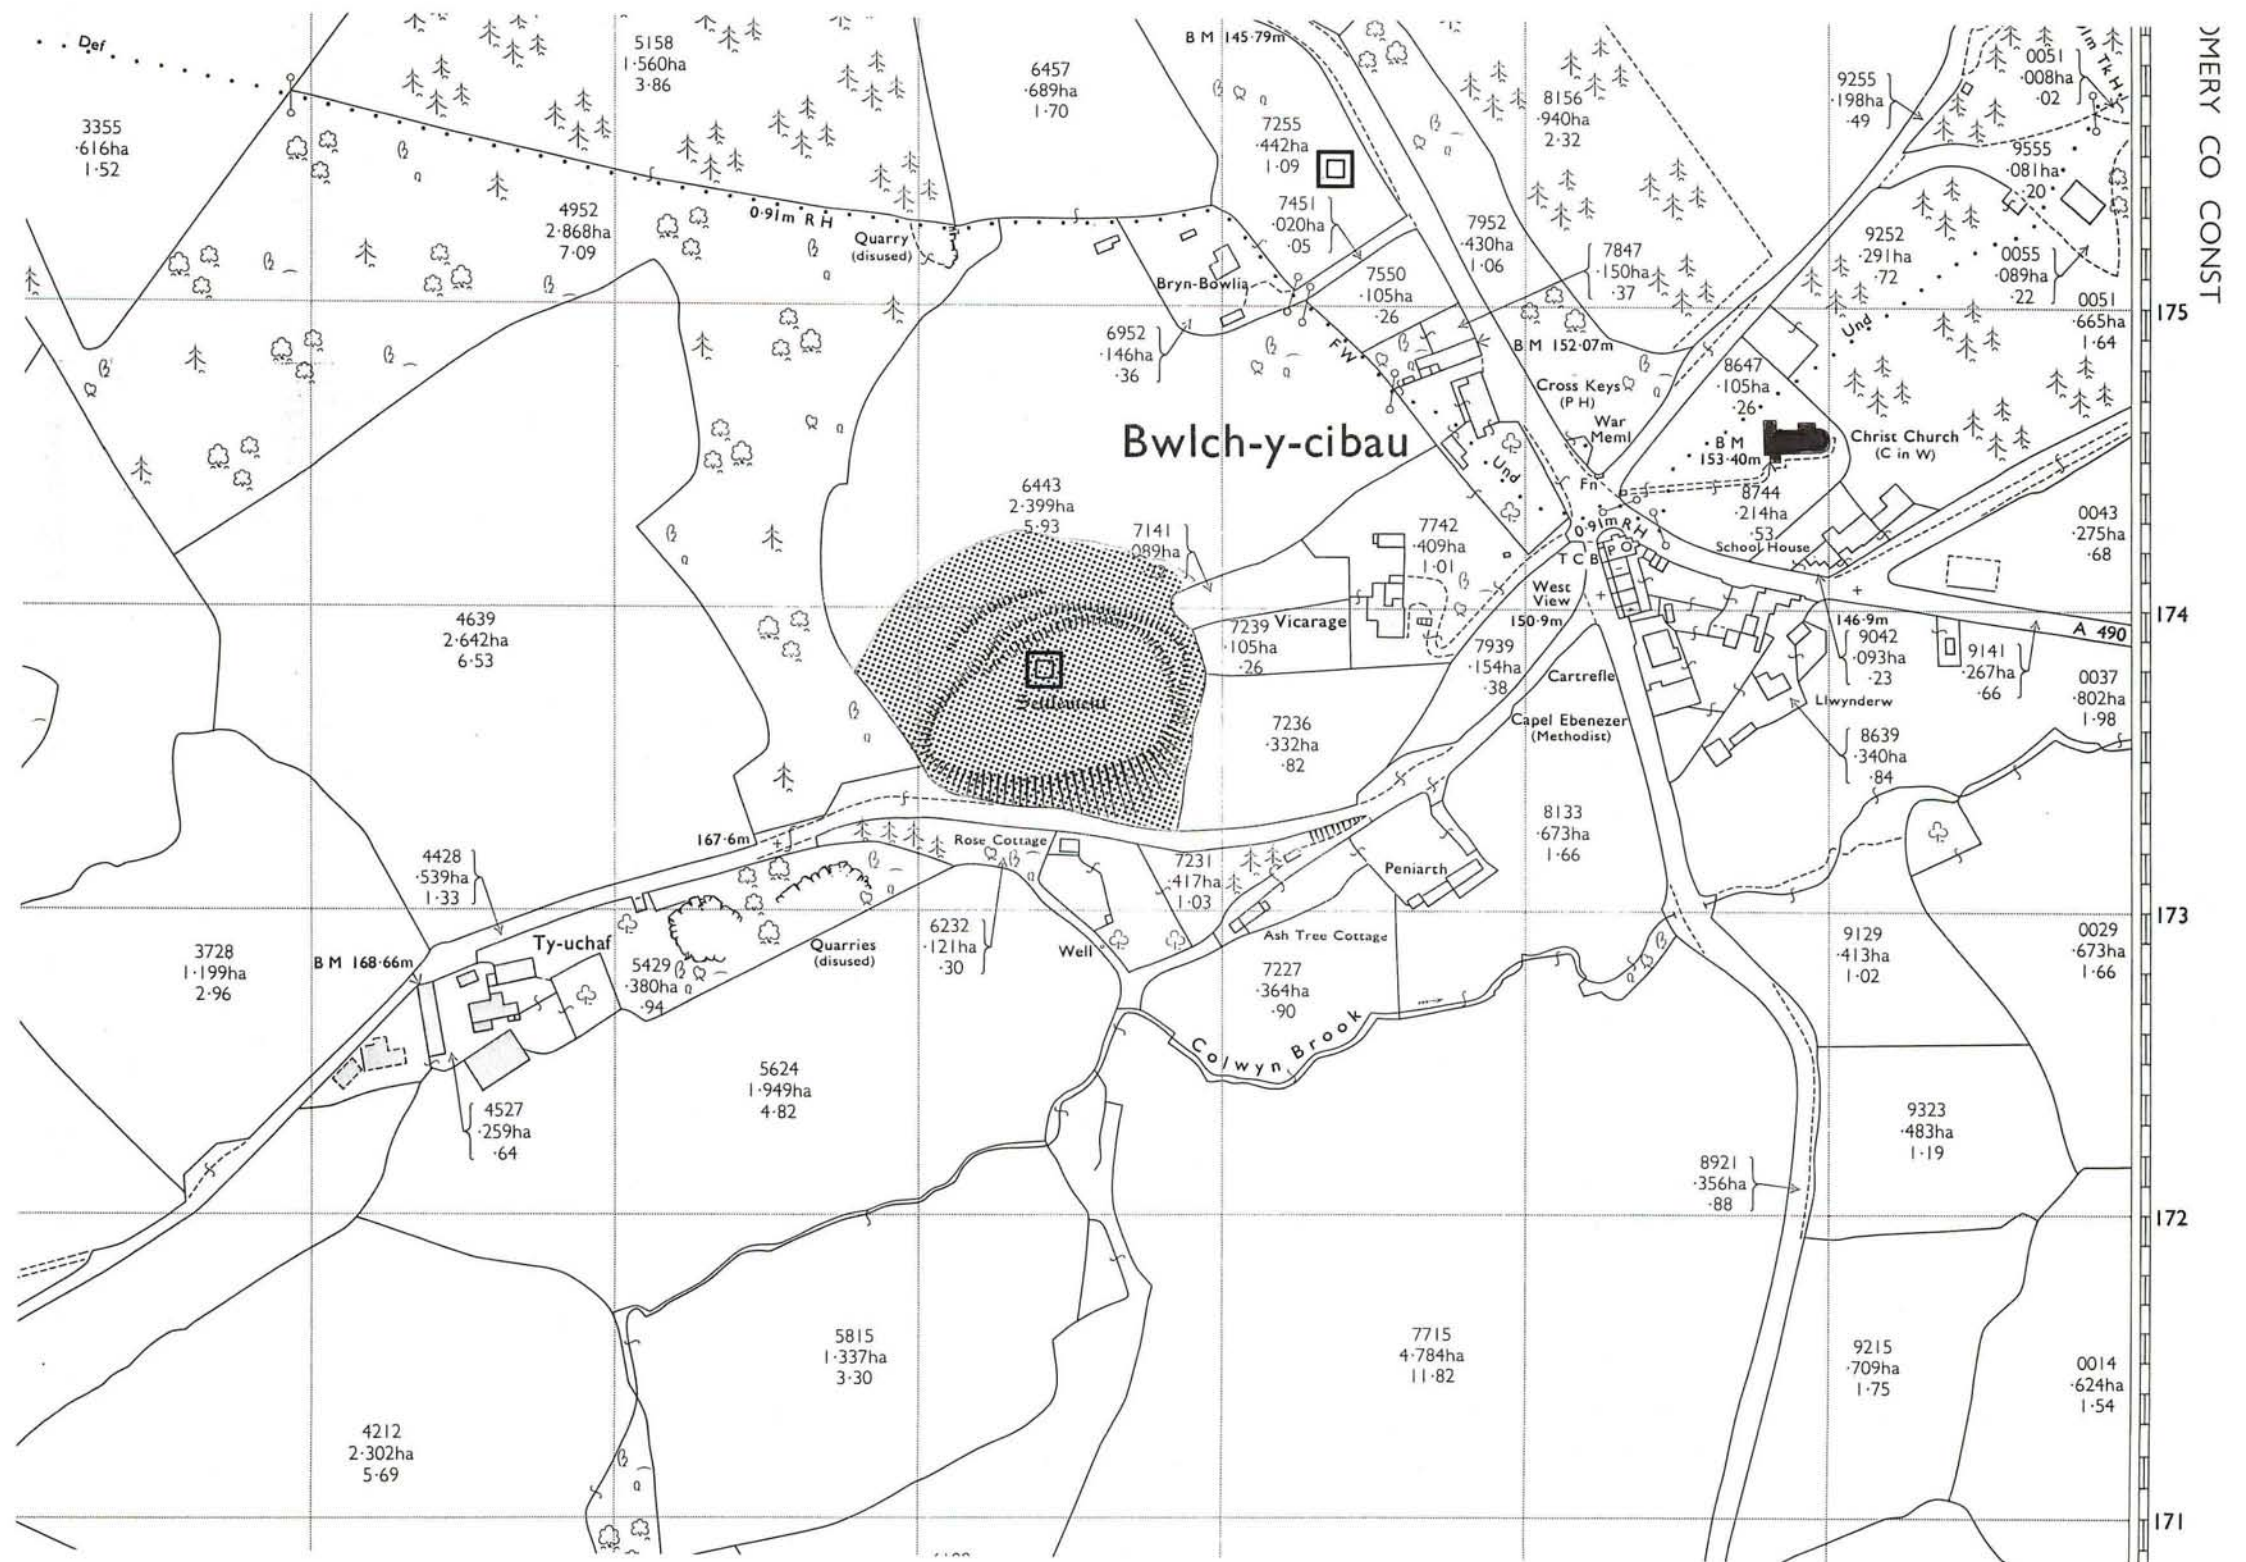 Def
3355
·616ha
1·52
5158
1·560ha
3·86
6457
·689ha
1·70
B M 145·79m
7255
·442ha
1·09
8156
·940ha
2·32
9255
·198ha
·49
0051
·008ha
·02
1m Tk H
OMERY CO CONST
4952
2·868ha
7·09
0·91m R H
Quarry
(disused)
7451
·020ha
·05
7952
·430ha
1·06
7847
·150ha
·37
9555
·081ha
·20
9252
·291ha
·72
0055
·089ha
·22
Bryn-Bowlia
7550
·105ha
·26
0051
·665ha
1·64
175
6952
·146ha
·36
F W
B M 152·07m
Und
8647
·105ha
·26
Cross Keys
(P H)
War
Meml
Bwlch-y-cibau
B M
153·40m
Christ Church
(C in W)
Und
Fn
6443
2·399ha
5·93
7141
·089ha
7742
·409ha
1·01
0·91m R H
8744
·214ha
·53
School House
0043
·275ha
·68
T C B
P O
West
View
150·9m
4639
2·642ha
6·53
7239
·105ha
·26
Vicarage
146·9m
174
A 490
7939
·154ha
·38
9042
·093ha
·23
9141
·267ha
·66
Cartrefle
Llwynderw
0037
·802ha
1·98
Settlement
7236
·332ha
·82
Capel Ebenezer
(Methodist)
8639
·340ha
·84
167·6m
Rose Cottage
8133
·673ha
1·66
4428
·539ha
1·33
7231
·417ha
1·03
Peniarth
173
3728
1·199ha
2·96
B M 168·66m
Ty-uchaf
5429
·380ha
·94
Quarries
(disused)
6232
·121ha
·30
Well
Ash Tree Cottage
7227
·364ha
·90
9129
·413ha
1·02
0029
·673ha
1·66
Colwyn Brook
4527
·259ha
·64
5624
1·949ha
4·82
9323
·483ha
1·19
8921
·356ha
·88
172
5815
1·337ha
3·30
7715
4·784ha
11·82
9215
·709ha
1·75
0014
·624ha
1·54
4212
2·302ha
5·69
171